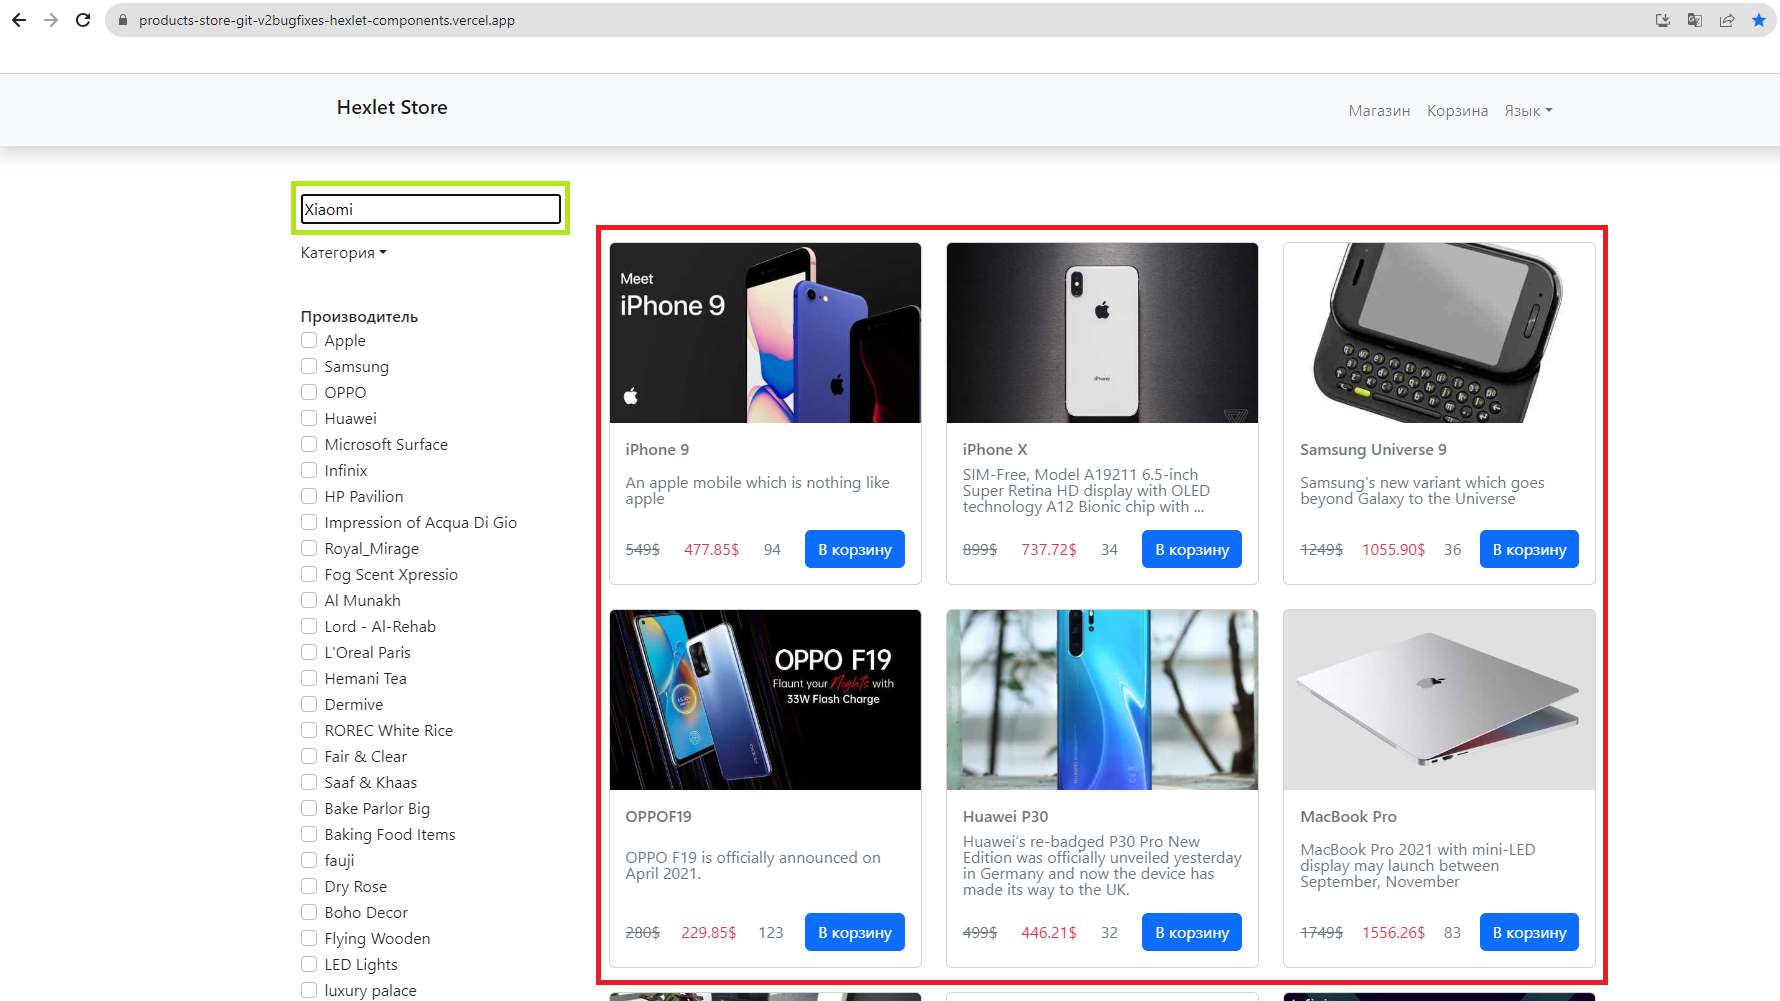 products-store-git-v2bugfixes-hexlet-components.vercel.app
Hexlet Store
Магазин Корзина Язык
Xiaomi
Категория
Производитель
Apple
Samsung
OPPO
Huawei
Microsoft Surface
Infinix
HP Pavilion
Impression of Acqua Di Gio
Royal_Mirage
Fog Scent Xpressio
Al Munakh
Lord - Al-Rehab
L'Oreal Paris
Hemani Tea
Dermive
ROREC White Rice
Fair & Clear
Saaf & Khaas
Bake Parlor Big
Baking Food Items
fauji
Dry Rose
Boho Decor
Flying Wooden
LED Lights
luxury palace
Meet
iPhone 9
iPhone 9
An apple mobile which is nothing like
apple
549$ 477.85$ 94 В корзину
iPhone
iPhone X
SIM-Free, Model A19211 6.5-inch
Super Retina HD display with OLED
technology A12 Bionic chip with ...
899$ 737.72$ 34 В корзину
Samsung Universe 9
Samsung's new variant which goes
beyond Galaxy to the Universe
1249$ 1055.90$ 36 В корзину
OPPO F19
Flaunt your Nights with
33W Flash Charge
OPPOF19
OPPO F19 is officially announced on
April 2021.
280$ 229.85$ 123 В корзину
Huawei P30
Huawei's re-badged P30 Pro New
Edition was officially unveiled yesterday
in Germany and now the device has
made its way to the UK.
499$ 446.21$ 32 В корзину
MacBook Pro
MacBook Pro 2021 with mini-LED
display may launch between
September, November
1749$ 1556.26$ 83 В корзину